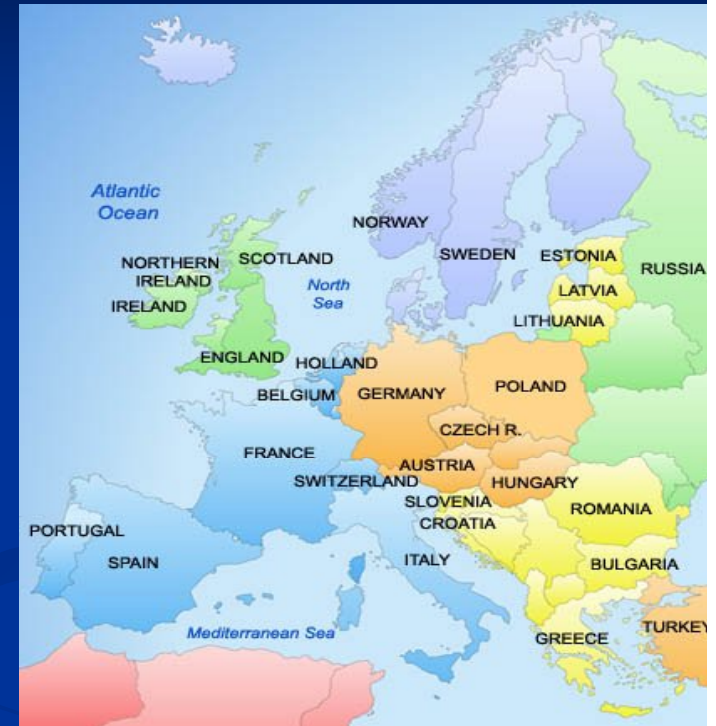 Atlantic
Ocean
NORWAY
SWEDEN
ESTONIA
RUSSIA
NORTHERN
IRELAND
SCOTLAND
North
Sea
LATVIA
IRELAND
LITHUANIA
ENGLAND
HOLLAND
BELGIUM
GERMANY
POLAND
CZECH R.
FRANCE
AUSTRIA
SWITZERLAND
HUNGARY
SLOVENIA
ROMANIA
CROATIA
PORTUGAL
SPAIN
ITALY
BULGARIA
Mediterranean Sea
GREECE
TURKEY